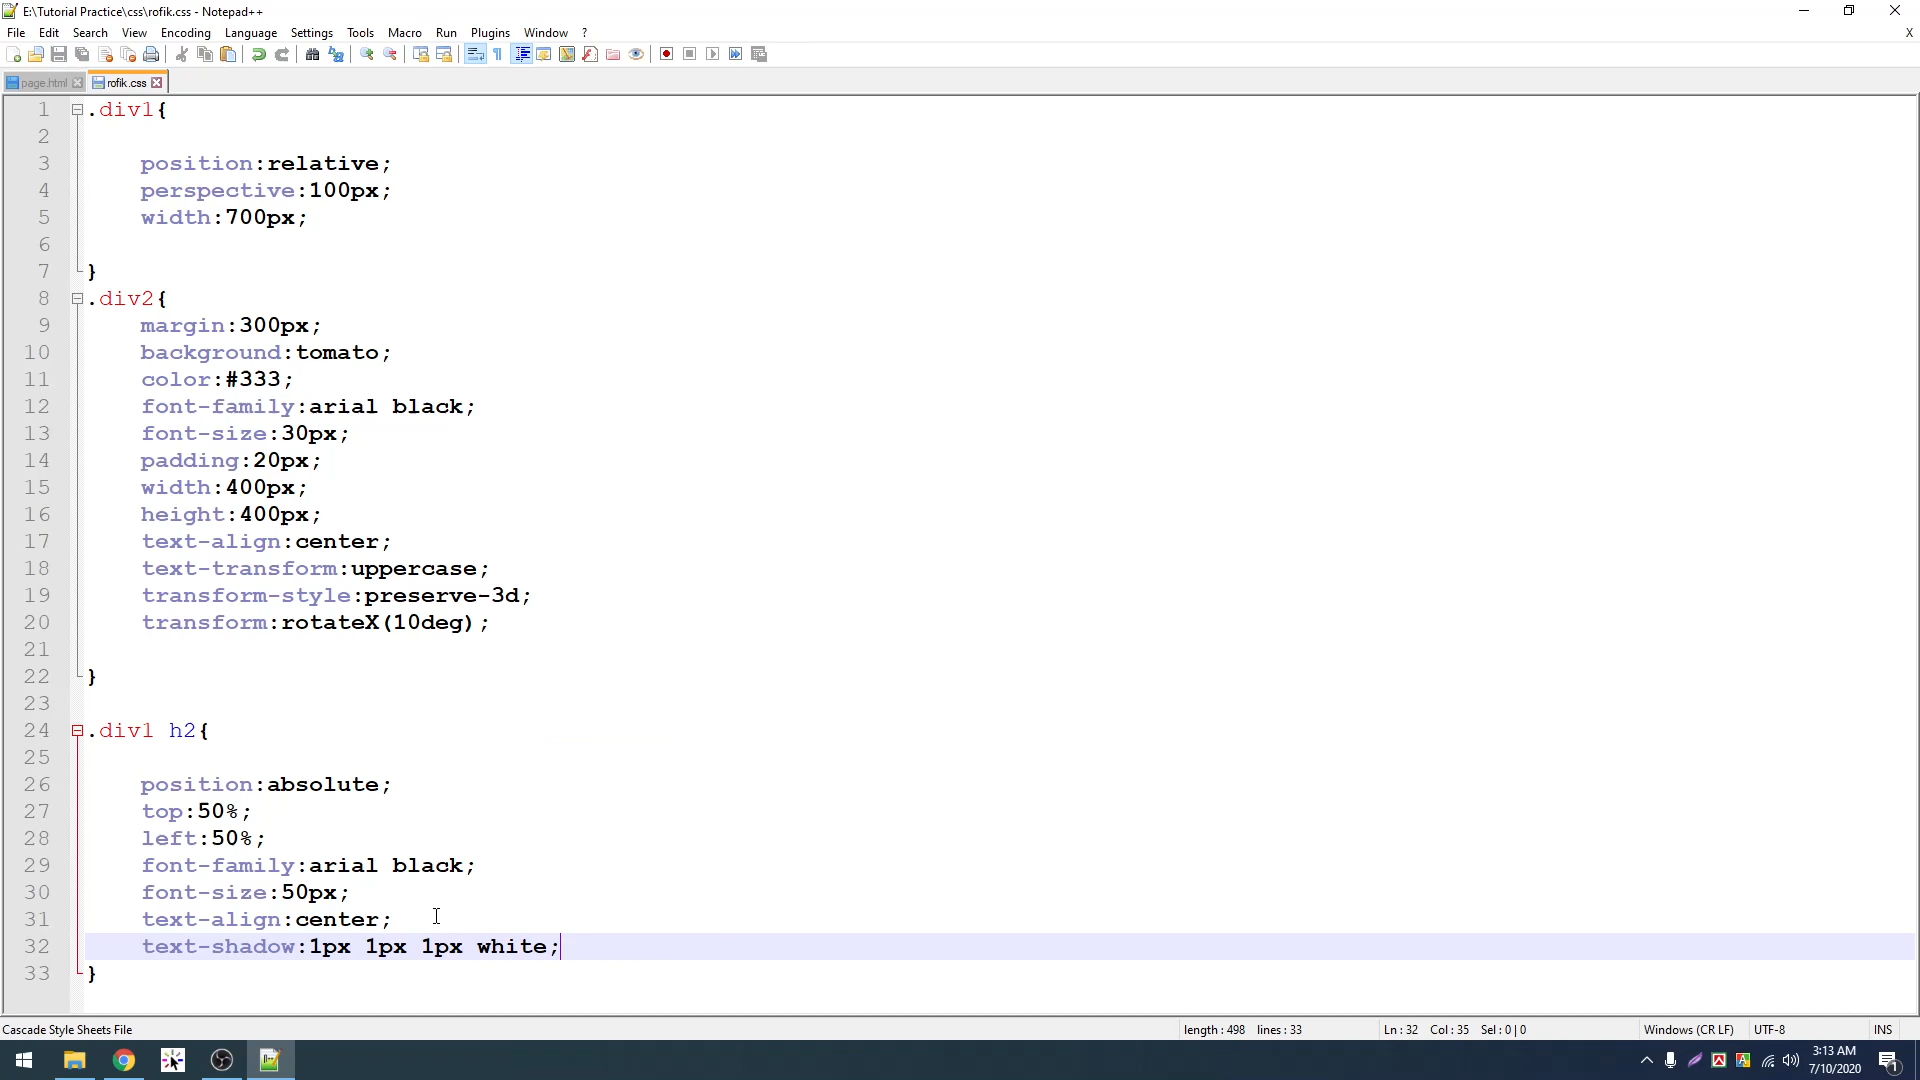 E:\Tutorial Practice\css\rofik.css - Notepad++
File Edit Search View Encoding Language Settings Tools Macro Run Plugins Window ? X
page.html rofik.css
1 .div1{
2
3 position:relative;
4 perspective:100px;
5 width:700px;
6
7 }
8 .div2{
9 margin:300px;
10 background:tomato;
11 color:#333;
12 font-family:arial black;
13 font-size:30px;
14 padding:20px;
15 width:400px;
16 height:400px;
17 text-align:center;
18 text-transform:uppercase;
19 transform-style:preserve-3d;
20 transform:rotateX(10deg);
21
22 }
23
24 .div1 h2{
25
26 position:absolute;
27 top:50%;
28 left:50%;
29 font-family:arial black;
30 font-size:50px;
31 text-align:center;
32 text-shadow:1px 1px 1px white;
33 }
Cascade Style Sheets File length : 498 lines : 33 Ln : 32 Col : 35 Sel : 0 | 0 Windows (CR LF) UTF-8 INS
3:13 AM
7/10/2020
1